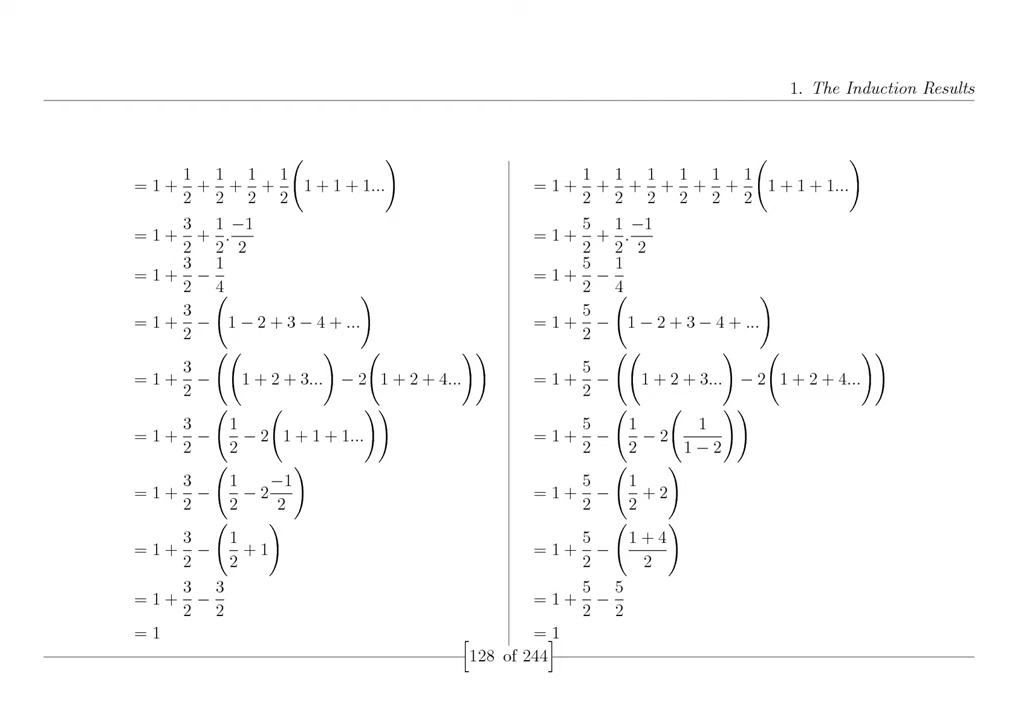 1. The Induction Results
= 1 + 1/2 + 1/2 + 1/2 + 1/2(1 + 1 + 1...)
= 1 + 3/2 + 1/2 . −1/2
= 1 + 3/2 − 1/4
= 1 + 3/2 − (1 − 2 + 3 − 4 + ...)
= 1 + 3/2 − ((1 + 2 + 3...) − 2(1 + 2 + 4...))
= 1 + 3/2 − (1/2 − 2(1 + 1 + 1...))
= 1 + 3/2 − (1/2 − 2 −1/2)
= 1 + 3/2 − (1/2 + 1)
= 1 + 3/2 − 3/2
= 1
= 1 + 1/2 + 1/2 + 1/2 + 1/2 + 1/2 + 1/2(1 + 1 + 1...)
= 1 + 5/2 + 1/2 . −1/2
= 1 + 5/2 − 1/4
= 1 + 5/2 − (1 − 2 + 3 − 4 + ...)
= 1 + 5/2 − ((1 + 2 + 3...) − 2(1 + 2 + 4...))
= 1 + 5/2 − (1/2 − 2(1/(1 − 2)))
= 1 + 5/2 − (1/2 + 2)
= 1 + 5/2 − ((1 + 4)/2)
= 1 + 5/2 − 5/2
= 1
[128 of 244]